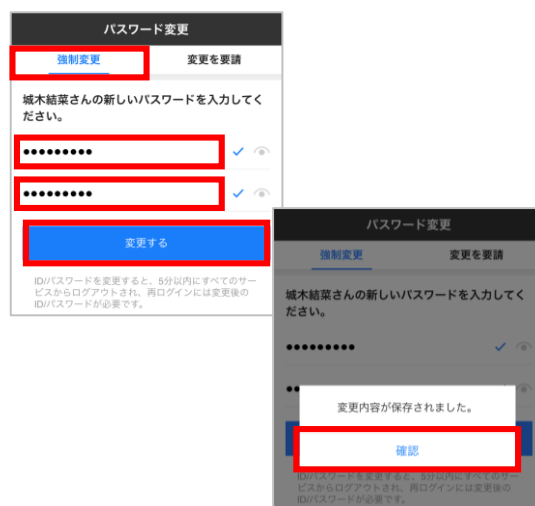 パスワード変更
強制変更 変更を要請
城木結菜さんの新しいパスワードを入力してく
ださい。
●●●●●●●●●
●●●●●●●●●
変更する
ID/パスワードを変更すると、5分以内にすべてのサー
ビスからログアウトされ、再ログインには変更後の
ID/パスワードが必要です。
パスワード変更
強制変更 変更を要請
城木結菜さんの新しいパスワードを入力してく
ださい。
●●●●●●●●●
●●
変更内容が保存されました。
確認
ID/パスワードを変更すると、5分以内にすべてのサー
ビスからログアウトされ、再ログインには変更後の
ID/パスワードが必要です。